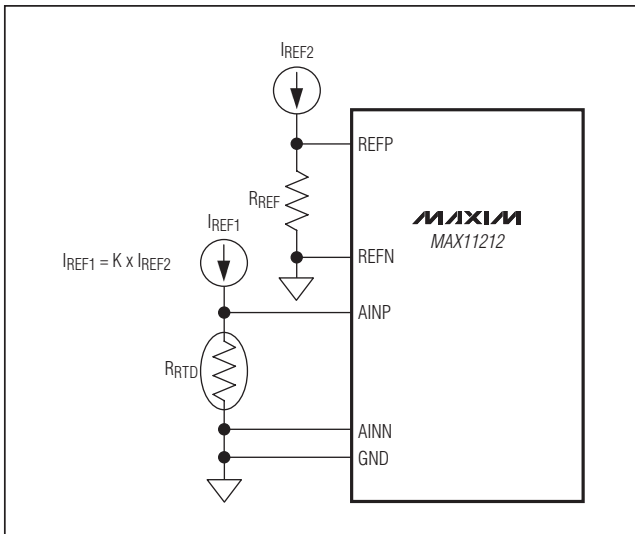 IREF2
REFP
RREF
MAXIM
MAX11212
IREF1
REFN
IREF1 = K x IREF2
AINP
RRTD
AINN
GND